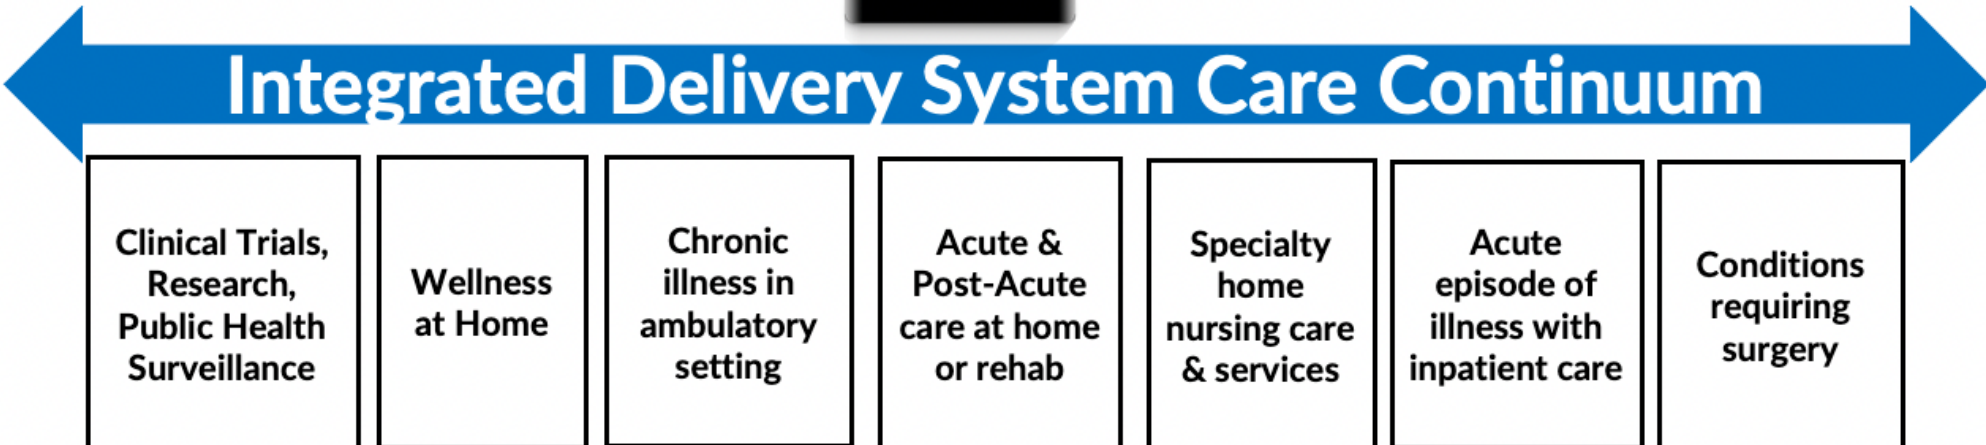 Integrated Delivery System Care Continuum
Clinical Trials,
Research,
Public Health
Surveillance
Wellness
at Home
Chronic
illness in
ambulatory
setting
Acute &
Post-Acute
care at home
or rehab
Specialty
home
nursing care
& services
Acute
episode of
illness with
inpatient care
Conditions
requiring
surgery